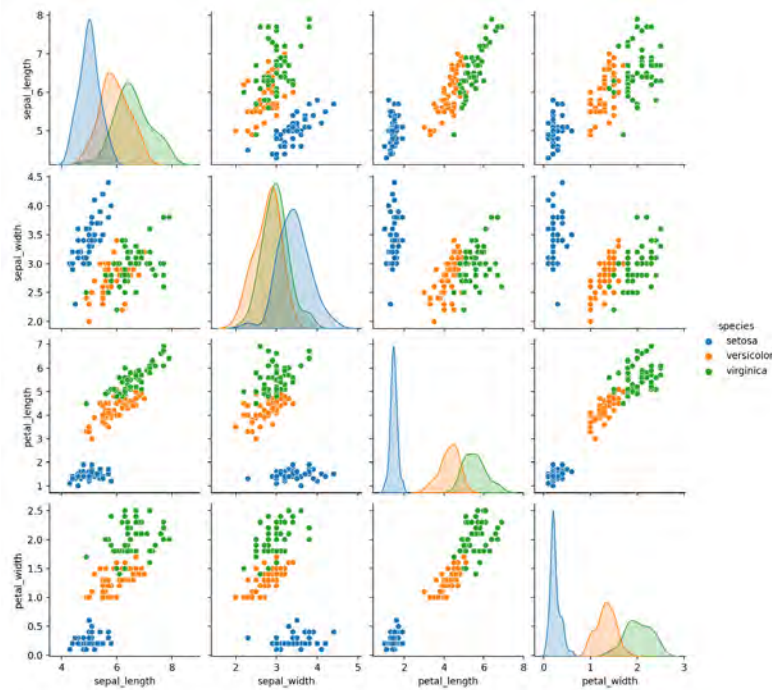 8
7
6
5
sepal_length
4.5
4.0
3.5
3.0
2.5
2.0
sepal_width
species
setosa
versicolor
virginica
7
6
5
4
3
2
1
petal_length
2.5
2.0
1.5
1.0
0.5
0.0
petal_width
4 6 8 2 3 4 5 2 4 6 8 0 1 2 3
sepal_length sepal_width petal_length petal_width